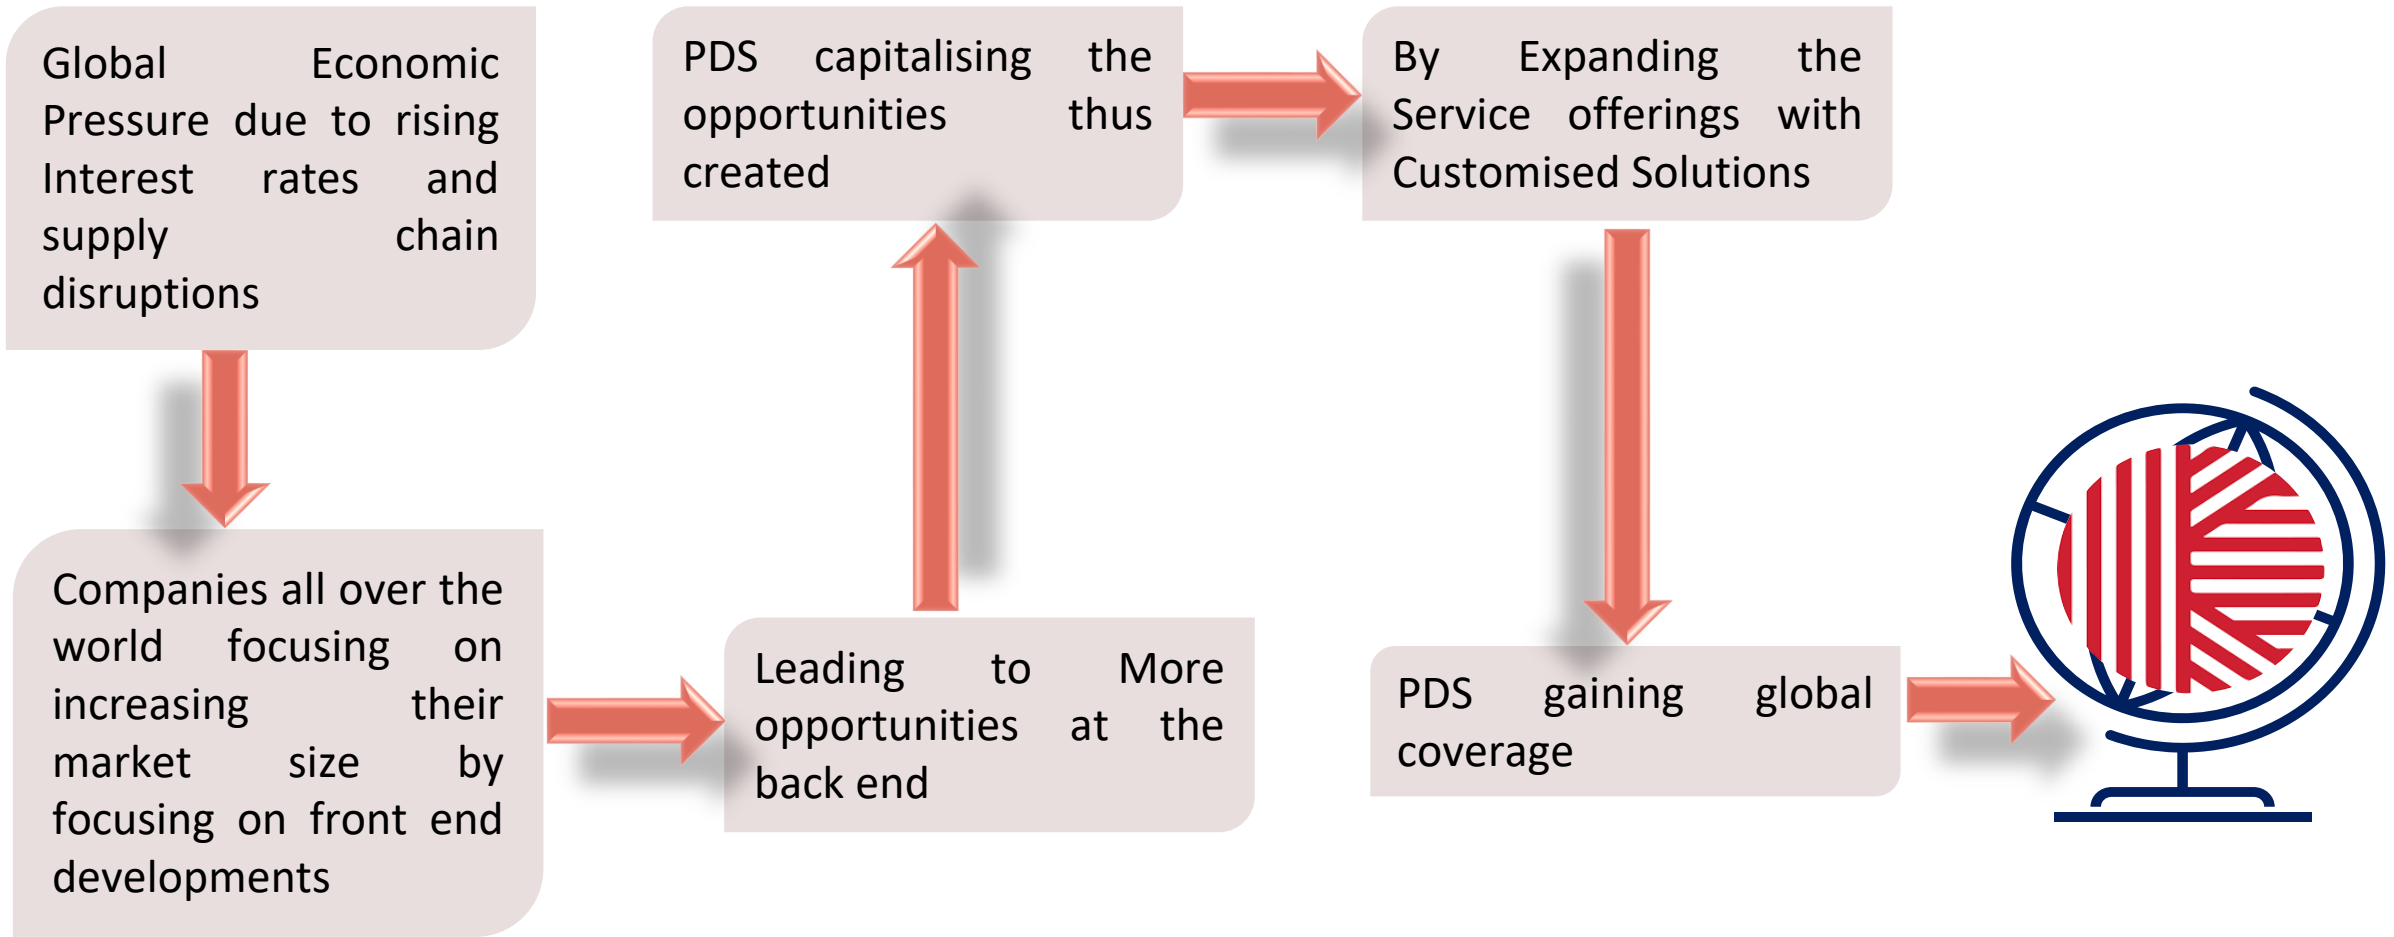 Global Economic
Pressure due to rising
Interest rates and
supply chain
disruptions
Companies all over the
world focusing on
increasing their
market size by
focusing on front end
developments
Leading to More
opportunities at the
back end
PDS capitalising the
opportunities thus
created
By Expanding the
Service offerings with
Customised Solutions
PDS gaining global
coverage